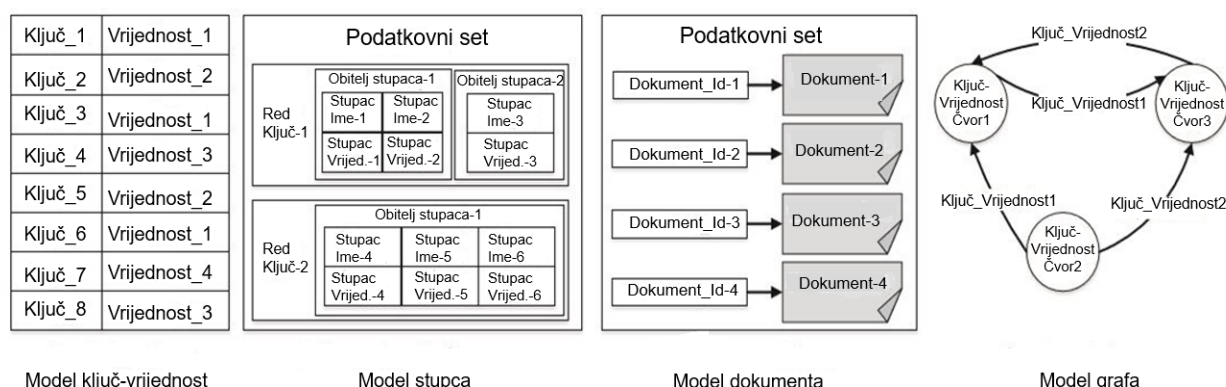 Ključ_1 Vrijednost_1
Ključ_2 Vrijednost_2
Ključ_3 Vrijednost_1
Ključ_4 Vrijednost_3
Ključ_5 Vrijednost_2
Ključ_6 Vrijednost_1
Ključ_7 Vrijednost_4
Ključ_8 Vrijednost_3
Model ključ-vrijednost
Podatkovni set
Red
Ključ-1
Obitelj stupaca-1
Stupac
Ime-1
Stupac
Ime-2
Stupac
Vrijed.-1
Stupac
Vrijed.-2
Obitelj stupaca-2
Stupac
Ime-3
Stupac
Vrijed.-3
Red
Ključ-2
Obitelj stupaca-1
Stupac
Ime-4
Stupac
Ime-5
Stupac
Ime-6
Stupac
Vrijed.-4
Stupac
Vrijed.-5
Stupac
Vrijed.-6
Model stupca
Podatkovni set
Dokument_Id-1
Dokument-1
Dokument_Id-2
Dokument-2
Dokument_Id-3
Dokument-3
Dokument_Id-4
Dokument-4
Model dokumenta
Ključ_Vrijednost2
Ključ-
Vrijednost
Čvor1
Ključ_Vrijednost1
Ključ-
Vrijednost
Čvor3
Ključ_Vrijednost1
Ključ_Vrijednost2
Ključ-
Vrijednost
Čvor2
Model grafa